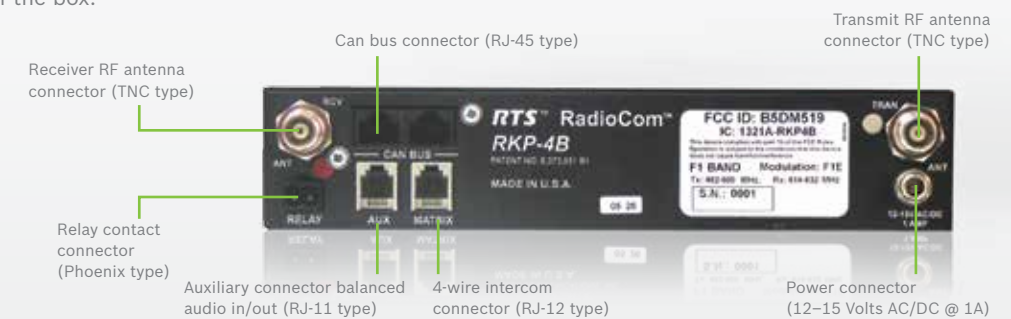 of the box.
Transmit RF antenna
connector (TNC type)
Can bus connector (RJ-45 type)
Receiver RF antenna
connector (TNC type)
RCV
ANT
CAN BUS
RELAY
AUX
MATRIX
RTS™ RadioCom™
RKP-4B
MADE IN U.S.A.
FCC ID: B5DM519
IC: 1321A-RKP4B
F1 BAND Modulation: F1E
S.N.: 0001
TRAN
ANT
Relay contact
connector
(Phoenix type)
Auxiliary connector balanced
audio in/out (RJ-11 type)
4-wire intercom
connector (RJ-12 type)
Power connector
(12–15 Volts AC/DC @ 1A)